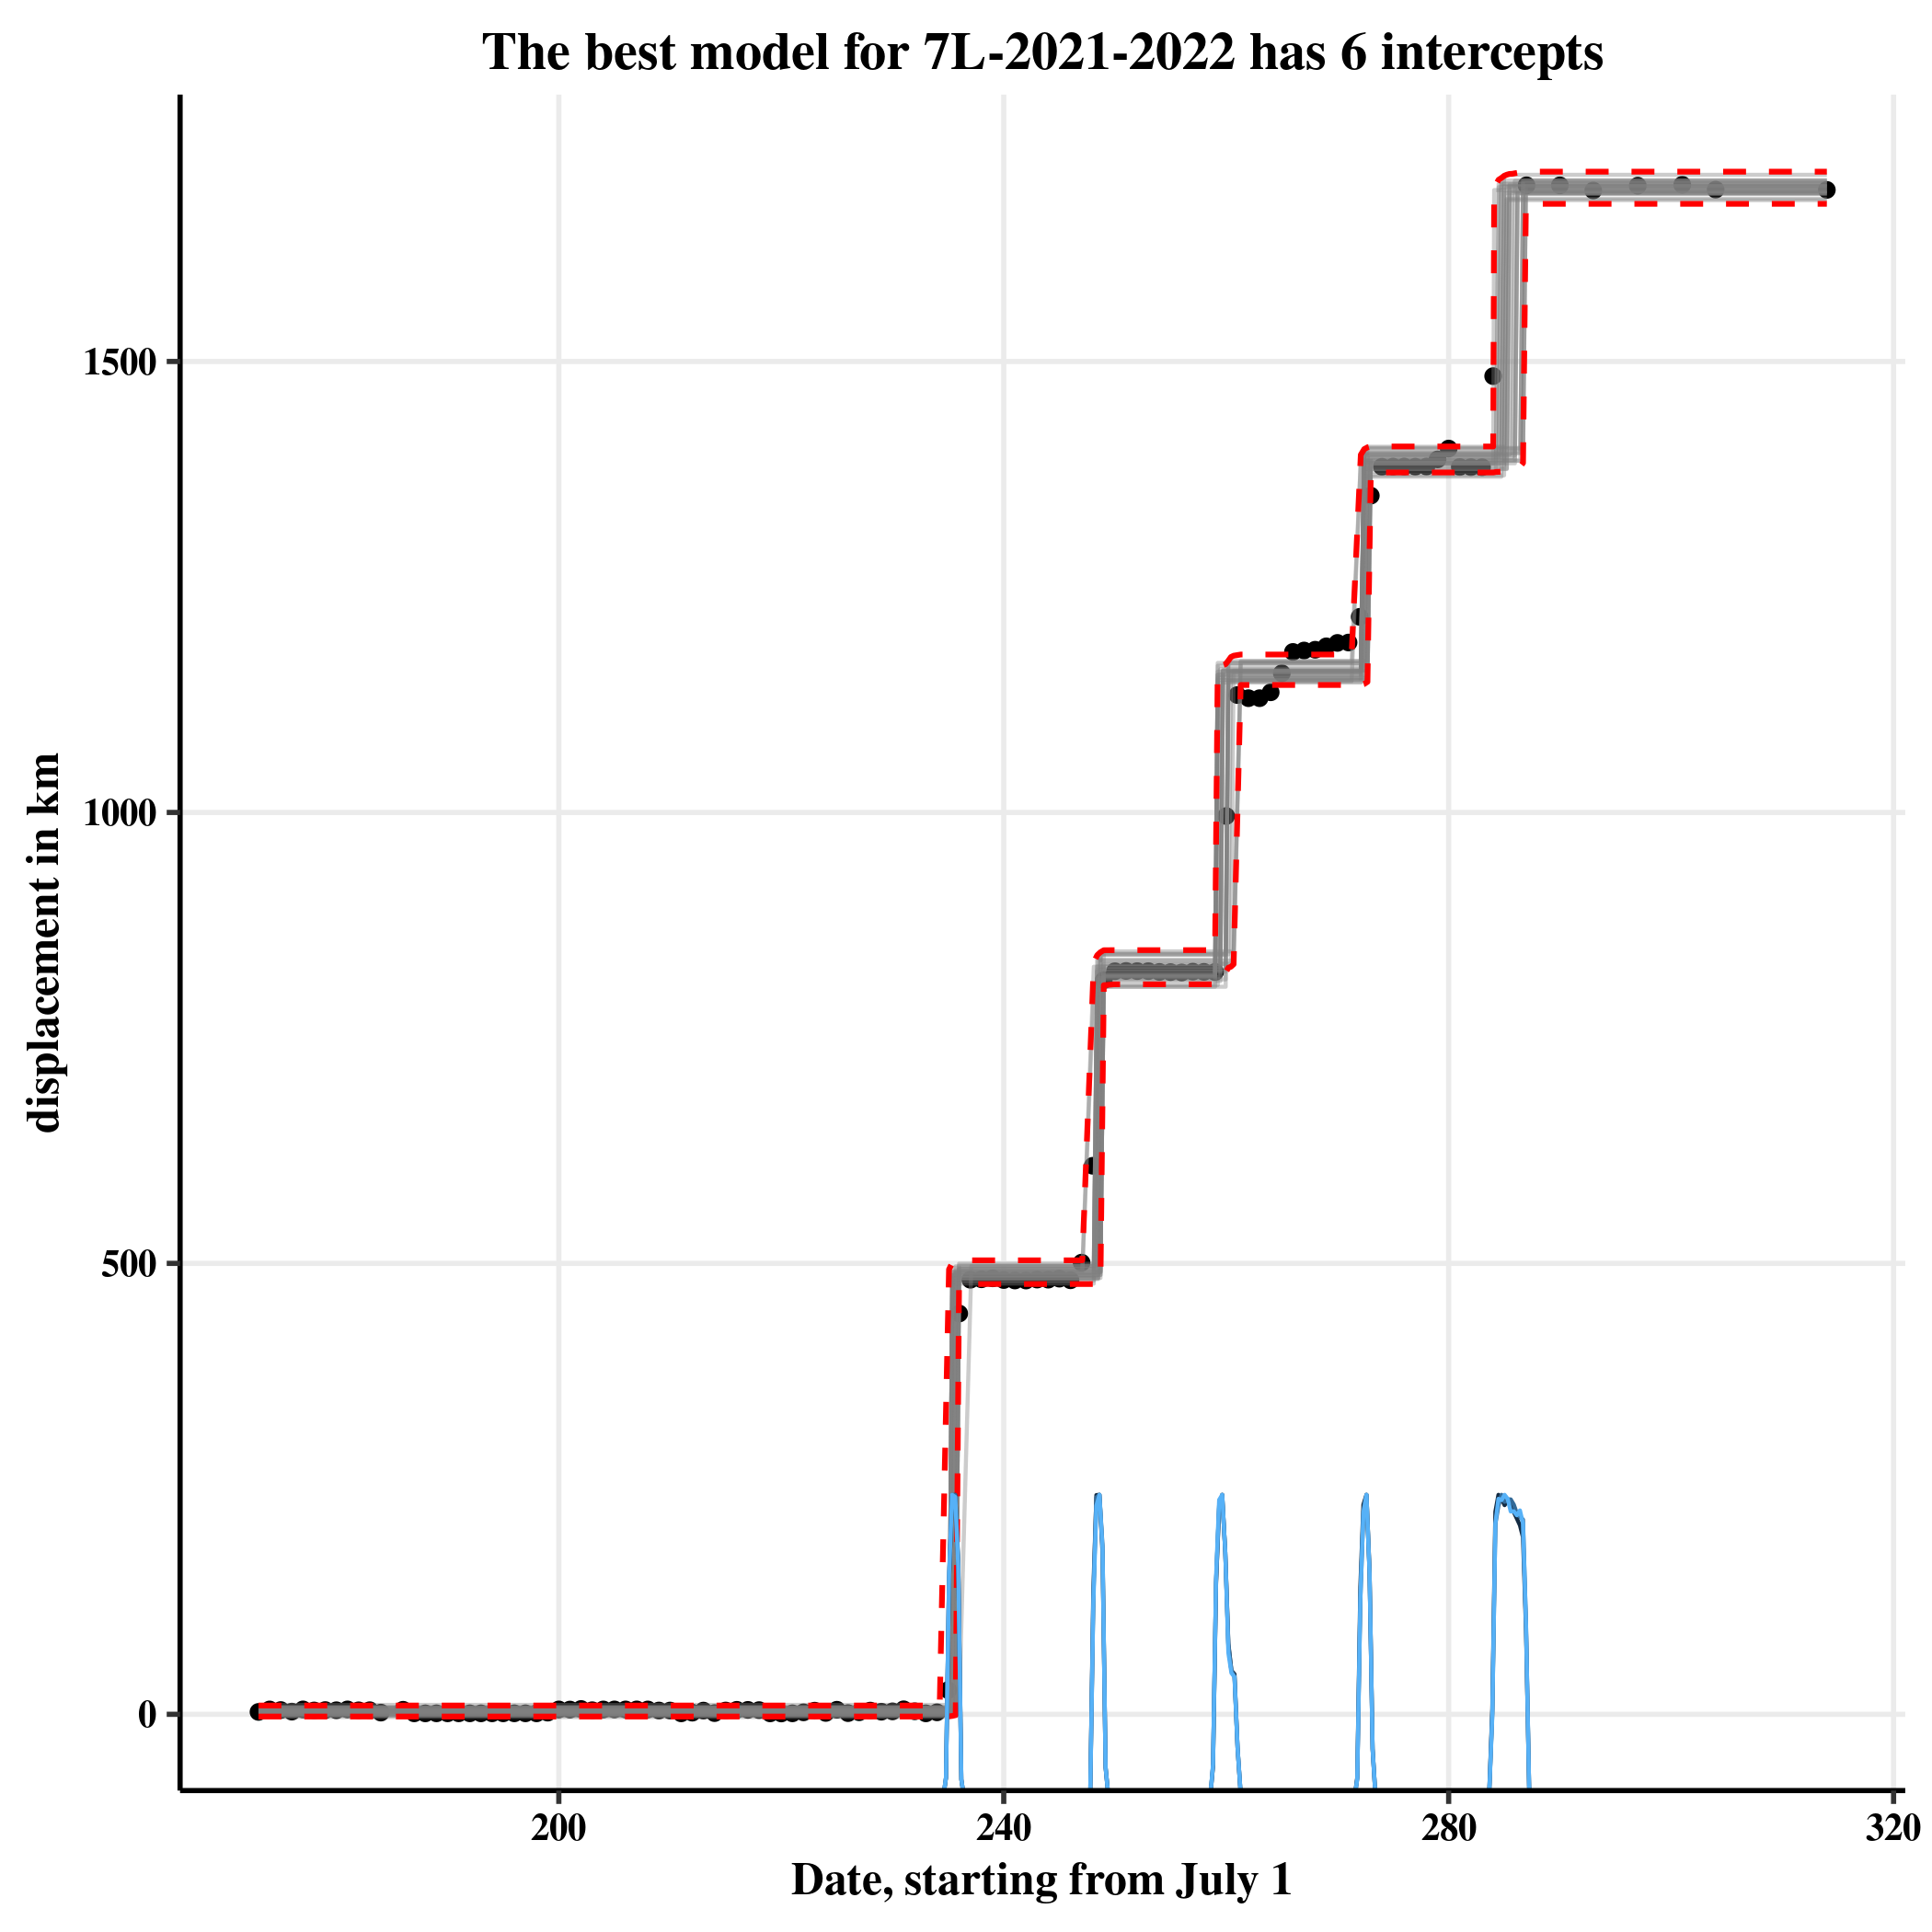 The best model for 7L-2021-2022 has 6 intercepts
1500
1000
500
0
displacement in km
200 240 280 320
Date, starting from July 1